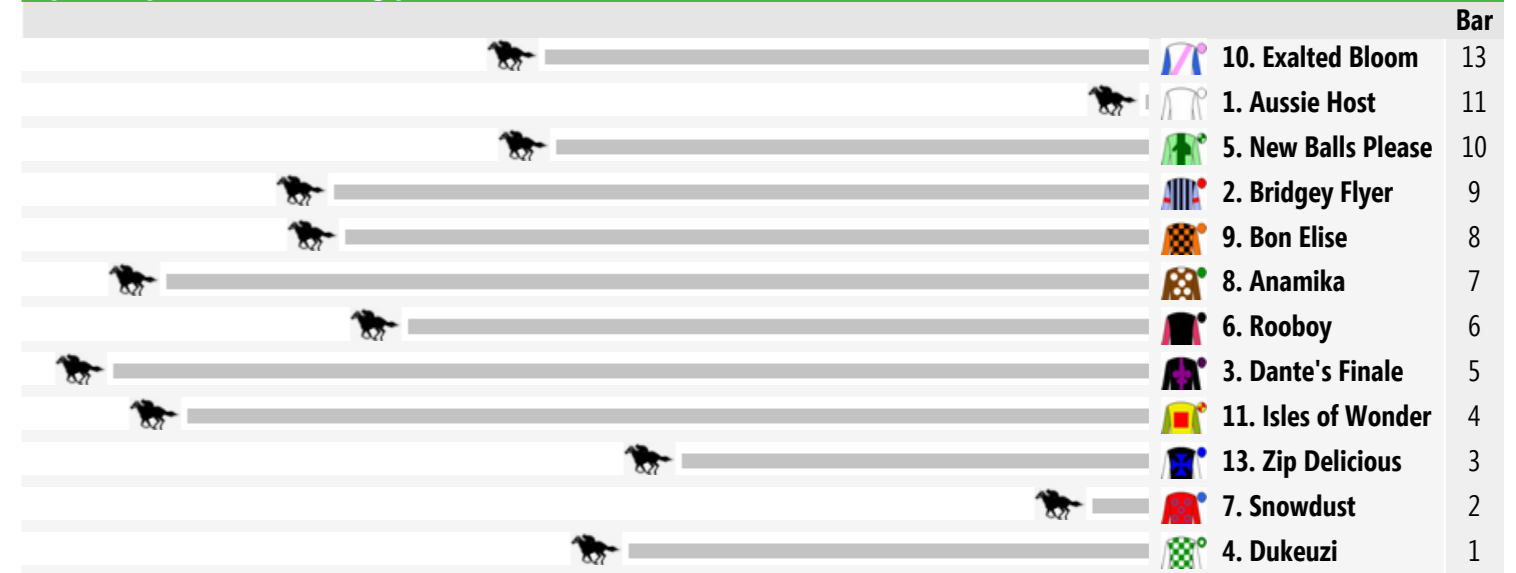 Bar
10. Exalted Bloom 13
1. Aussie Host 11
5. New Balls Please 10
2. Bridgey Flyer 9
9. Bon Elise 8
8. Anamika 7
6. Rooboy 6
3. Dante's Finale 5
11. Isles of Wonder 4
13. Zip Delicious 3
7. Snowdust 2
4. Dukeuzi 1